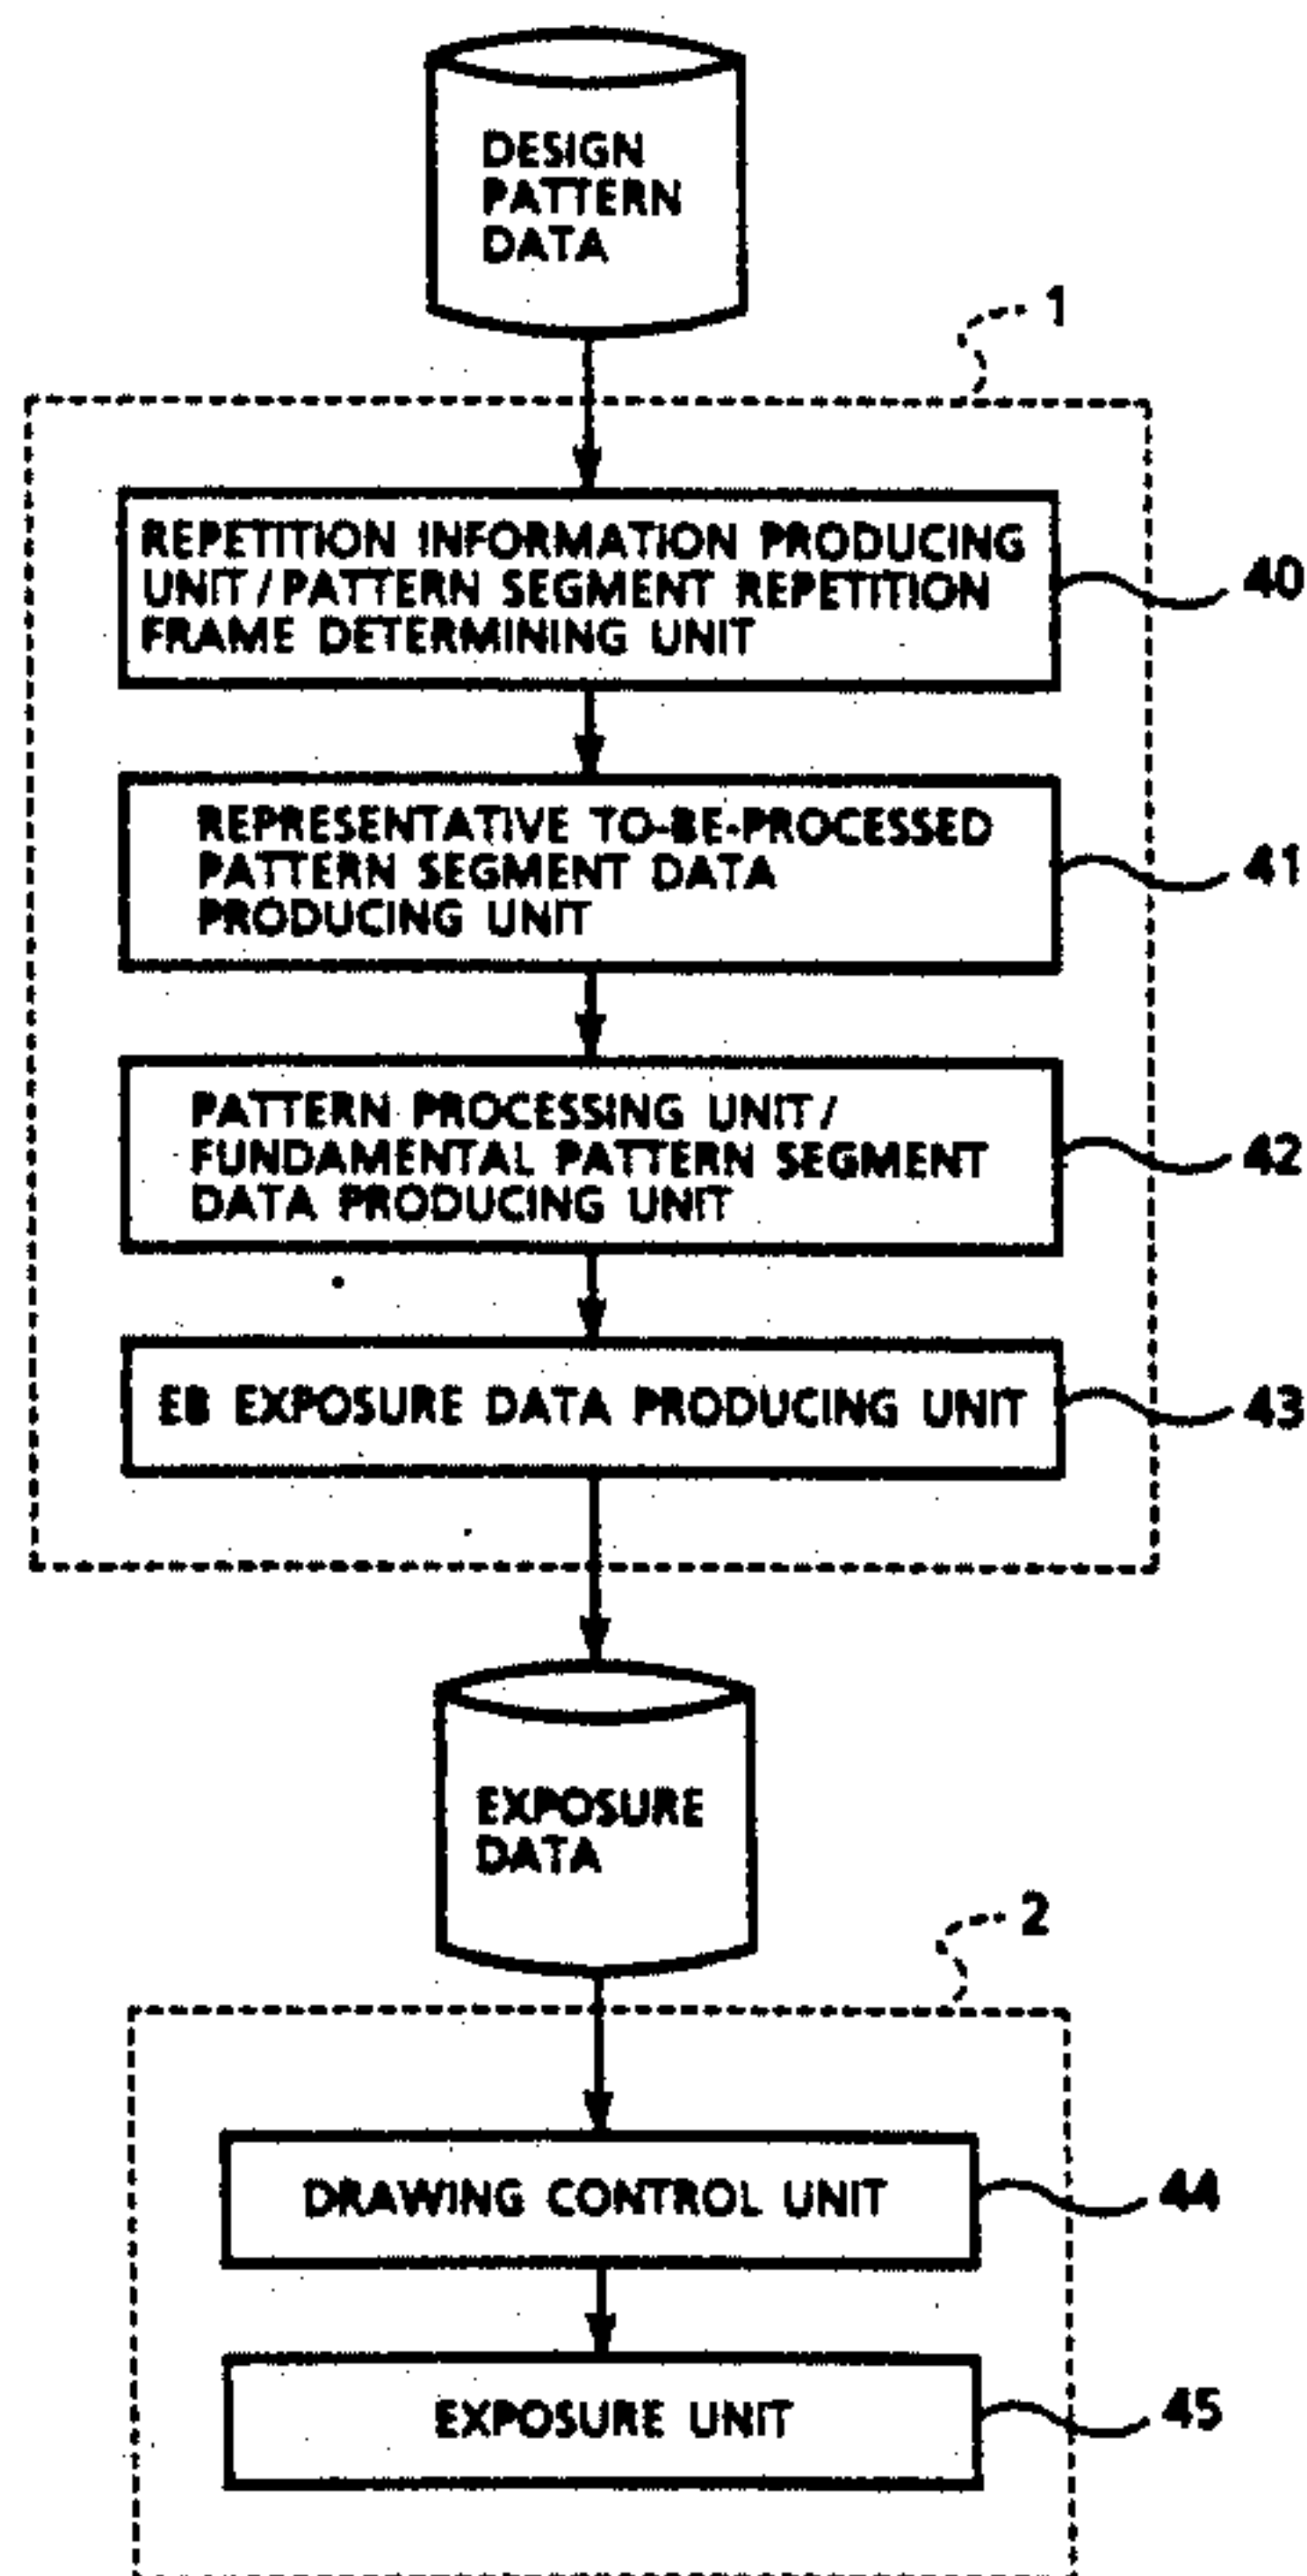 DESIGN
PATTERN
DATA
1
REPETITION INFORMATION PRODUCING
UNIT/PATTERN SEGMENT REPETITION
FRAME DETERMINING UNIT
40
REPRESENTATIVE TO-BE-PROCESSED
PATTERN SEGMENT DATA
PRODUCING UNIT
41
PATTERN PROCESSING UNIT/
FUNDAMENTAL PATTERN SEGMENT
DATA PRODUCING UNIT
42
EB EXPOSURE DATA PRODUCING UNIT
43
EXPOSURE
DATA
2
DRAWING CONTROL UNIT
44
EXPOSURE UNIT
45